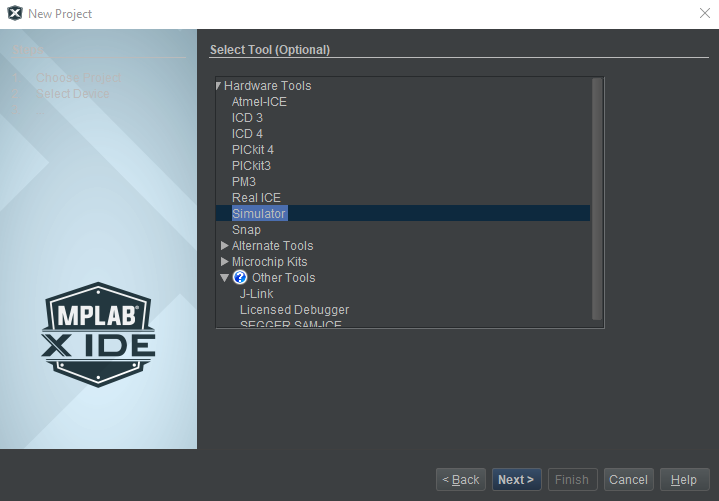 New Project
Steps
Choose Project
Select Device
Select Tool (Optional)
Hardware Tools
Atmel-ICE
ICD 3
ICD 4
PICkit 4
PICkit3
PM3
Real ICE
Simulator
Snap
Alternate Tools
Microchip Kits
Other Tools
J-Link
Licensed Debugger
SEGGER SAM-ICE
MPLAB®
X IDE
< Back
Next >
Finish
Cancel
Help